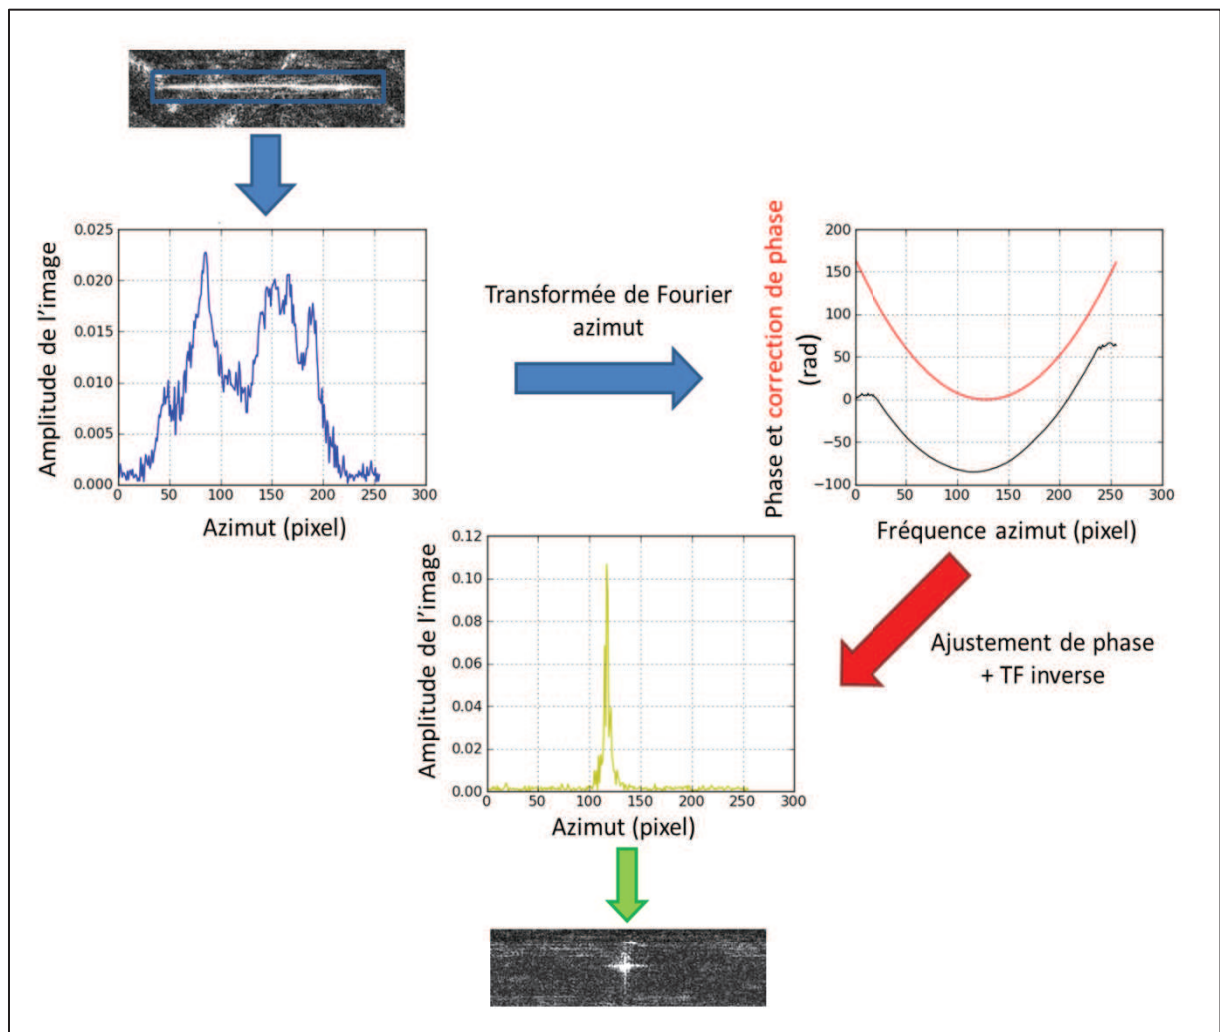 Amplitude de l'image
0.025
0.020
0.015
0.010
0.005
0.000
0 50 100 150 200 250 300
Azimut (pixel)
Transformée de Fourier
azimut
Phase et correction de phase
(rad)
200
150
100
50
0
−50
−100
0 50 100 150 200 250 300
Fréquence azimut (pixel)
Ajustement de phase
+ TF inverse
Amplitude de l'image
0.12
0.10
0.08
0.06
0.04
0.02
0.00
0 50 100 150 200 250 300
Azimut (pixel)